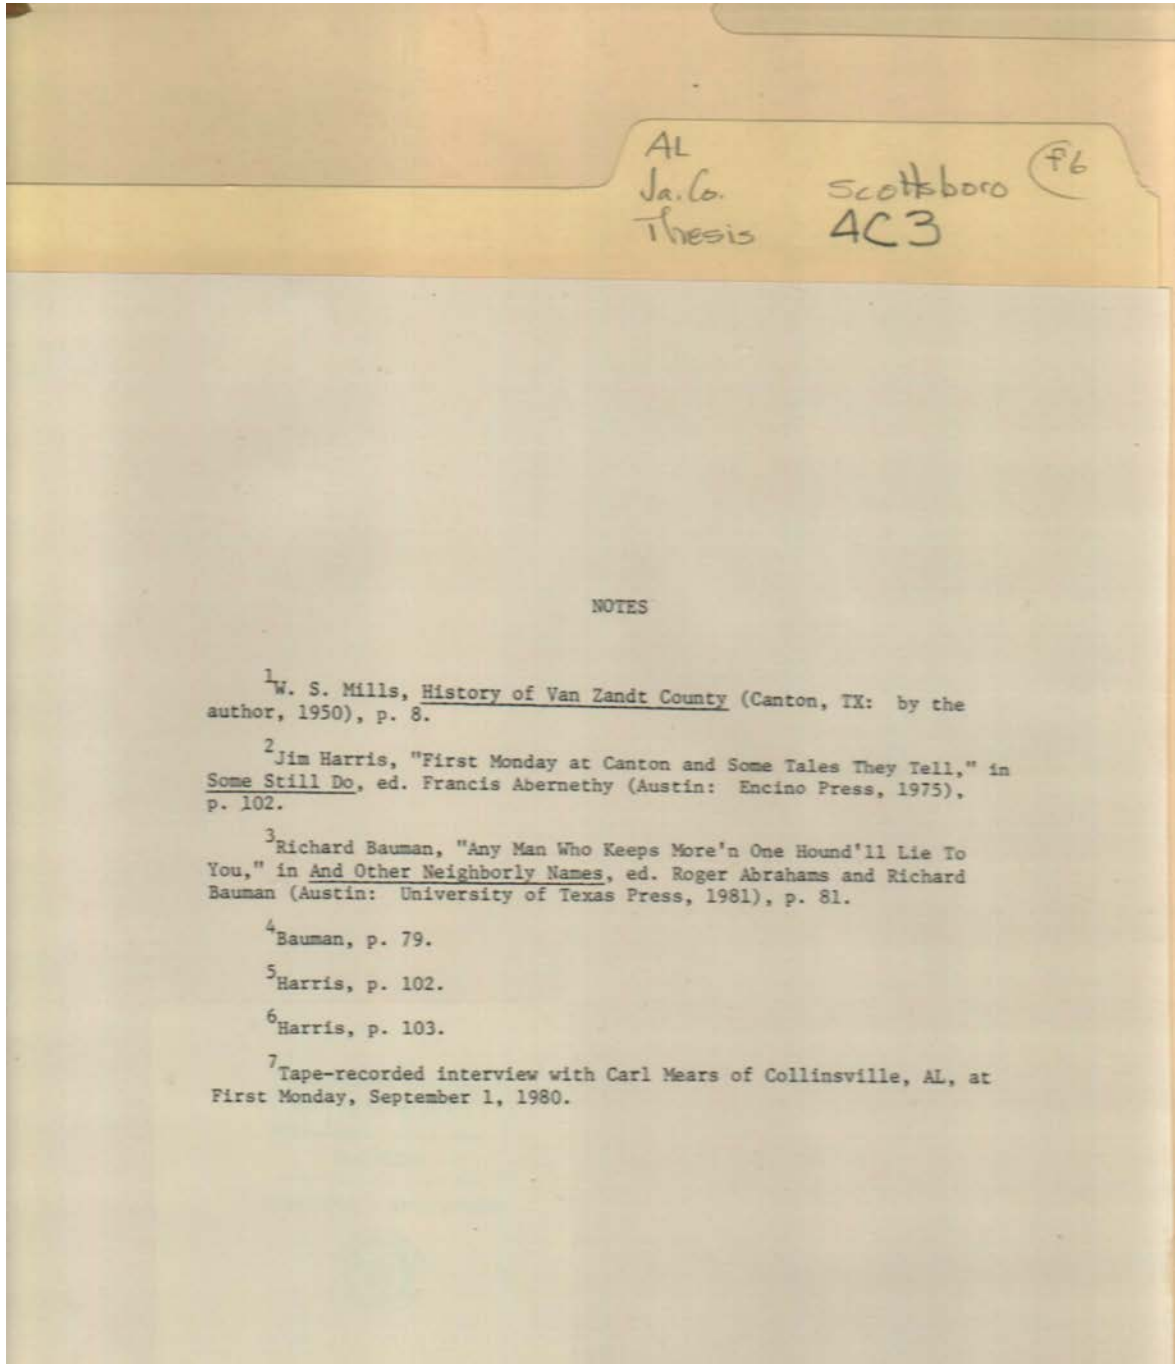 AL
Ja. Co. Scottsboro f6
Thesis 4C3
NOTES
1W. S. Mills, History of Van Zandt County (Canton, TX: by the
author, 1950), p. 8.
2Jim Harris, "First Monday at Canton and Some Tales They Tell," in
Some Still Do, ed. Francis Abernethy (Austin: Encino Press, 1975),
p. 102.
3Richard Bauman, "Any Man Who Keeps More'n One Hound'll Lie To
You," in And Other Neighborly Names, ed. Roger Abrahams and Richard
Bauman (Austin: University of Texas Press, 1981), p. 81.
4Bauman, p. 79.
5Harris, p. 102.
6Harris, p. 103.
7Tape-recorded interview with Carl Mears of Collinsville, AL, at
First Monday, September 1, 1980.